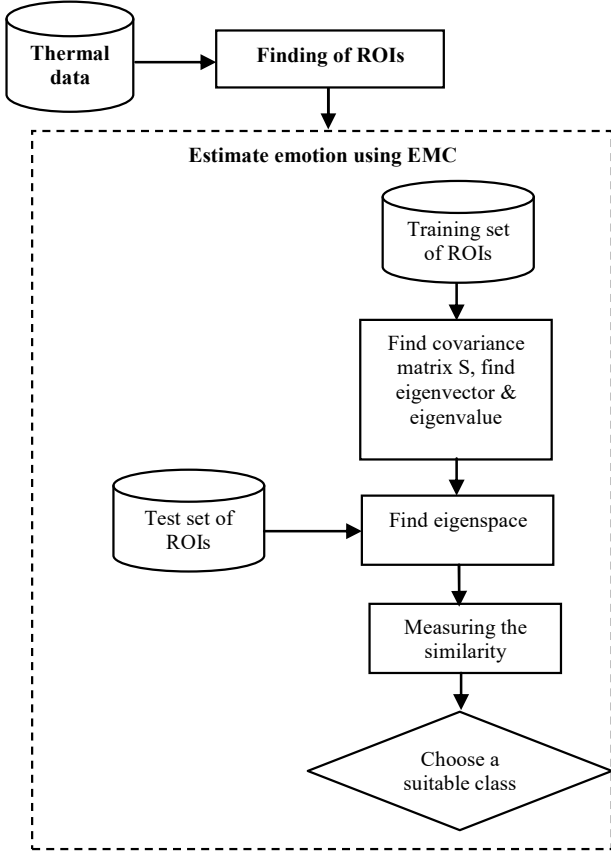 Thermal
data
Finding of ROIs
Estimate emotion using EMC
Training set
of ROIs
Find covariance
matrix S, find
eigenvector &
eigenvalue
Test set of
ROIs
Find eigenspace
Measuring the
similarity
Choose a
suitable class